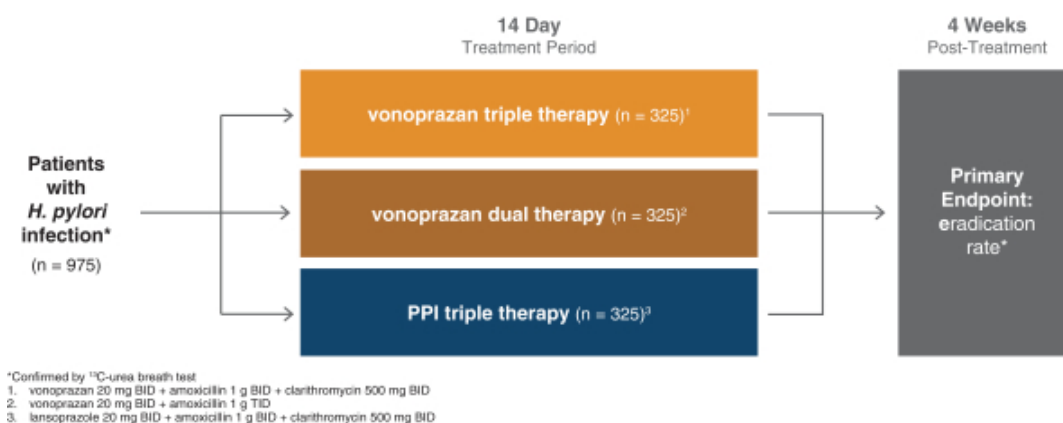 14 Day
Treatment Period
4 Weeks
Post-Treatment
vonoprazan triple therapy (n = 325)¹
Patients
with
H. pylori
infection*
(n = 975)
vonoprazan dual therapy (n = 325)²
PPI triple therapy (n = 325)³
Primary
Endpoint:
eradication
rate*
*Confirmed by ¹³C-urea breath test
1. vonoprazan 20 mg BID + amoxicillin 1 g BID + clarithromycin 500 mg BID
2. vonoprazan 20 mg BID + amoxicillin 1 g TID
3. lansoprazole 20 mg BID + amoxicillin 1 g BID + clarithromycin 500 mg BID